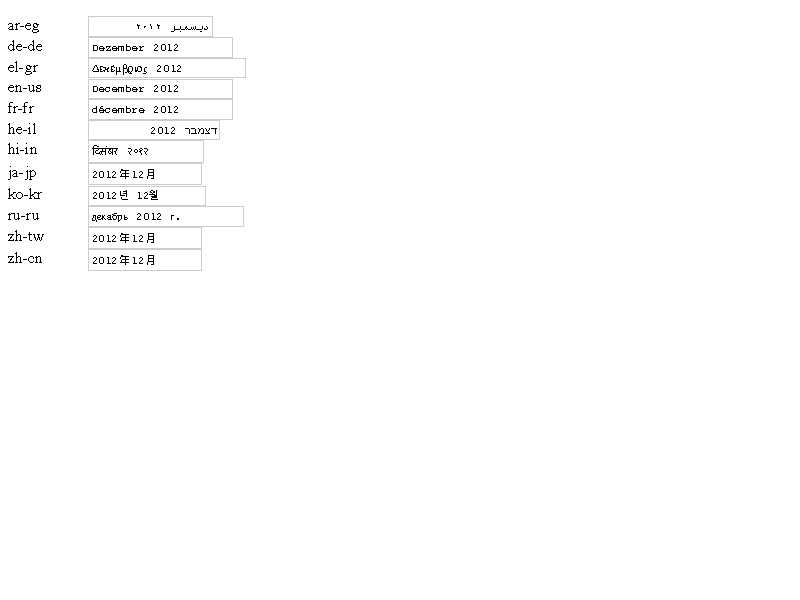 ar-eg ديسمبر ٢٠١٢
de-de Dezember 2012
el-gr Δεκέμβριος 2012
en-us December 2012
fr-fr décembre 2012
he-il דצמבר 2012
hi-in दिसंबर २०१२
ja-jp 2012年12月
ko-kr 2012년 12월
ru-ru декабрь 2012 г.
zh-tw 2012年12月
zh-cn 2012年12月